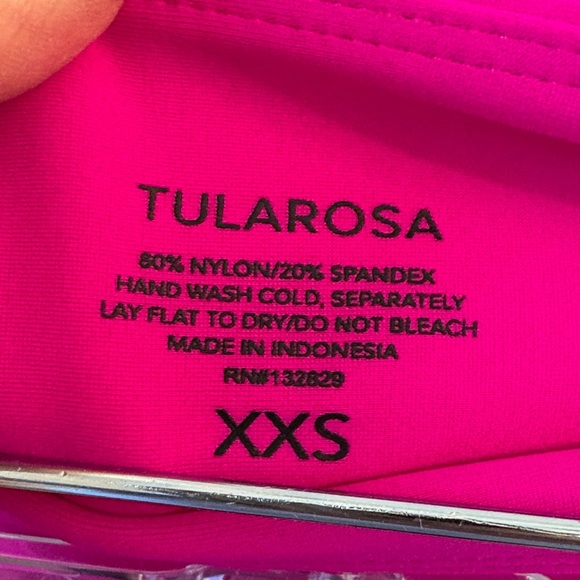 TULAROSA
80% NYLON/20% SPANDEX
HAND WASH COLD, SEPARATELY
LAY FLAT TO DRY/DO NOT BLEACH
MADE IN INDONESIA
RN#132829
XXS